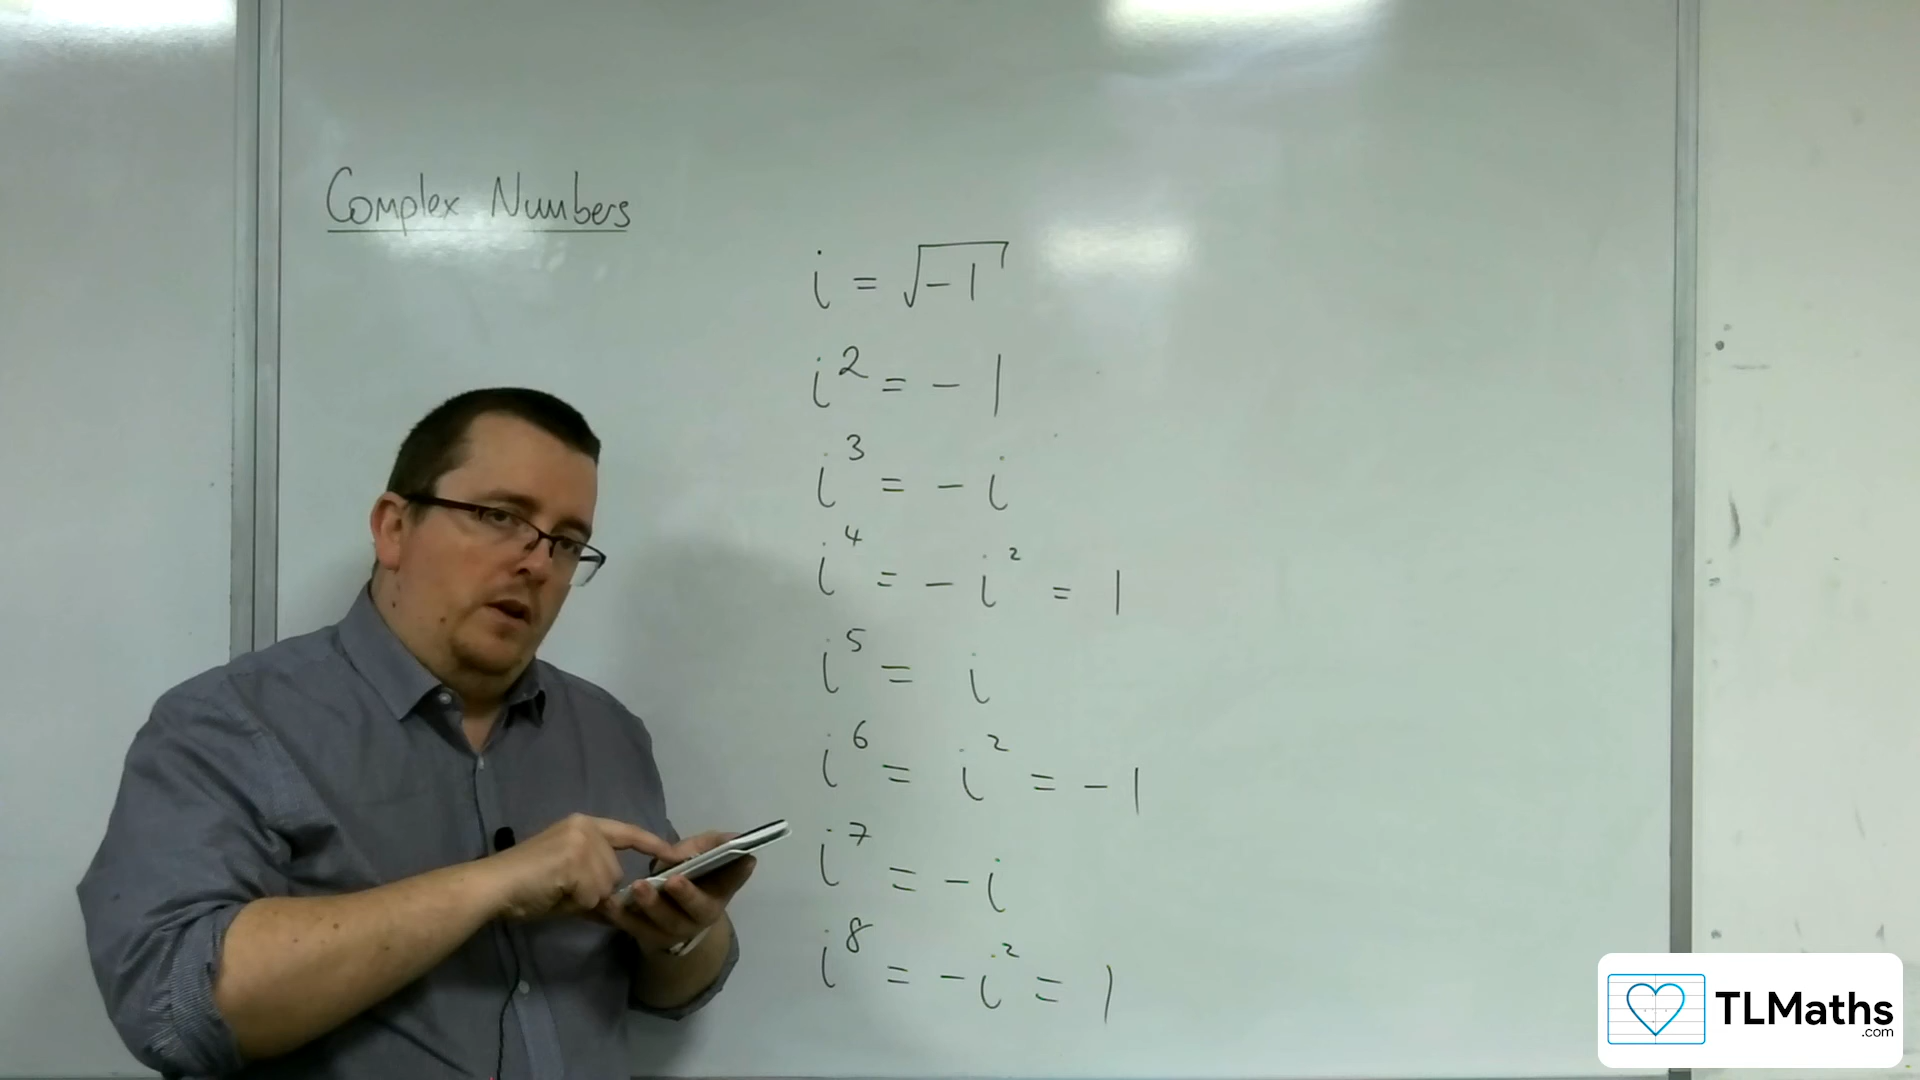 Complex Numbers
i = √-1
i² = -1
i³ = -i
i⁴ = -i² = 1
i⁵ = i
i⁶ = i² = -1
i⁷ = -i
i⁸ = -i² = 1
TLMaths
.com